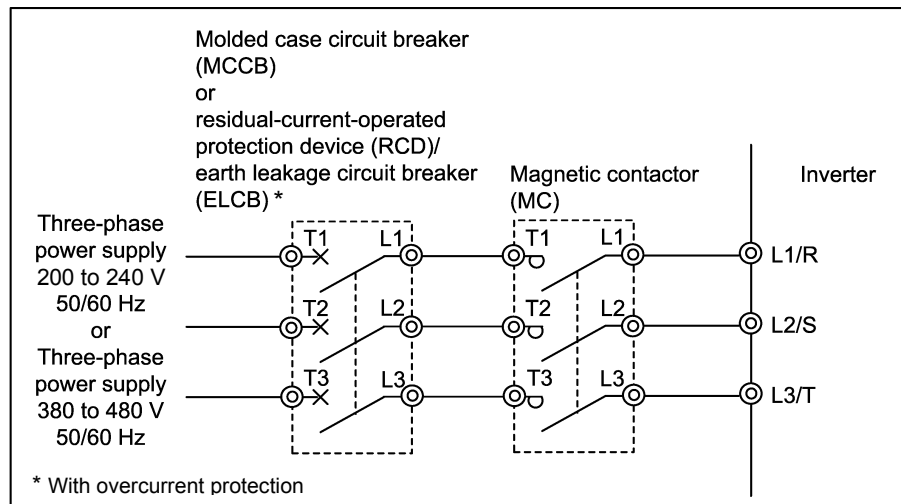 Molded case circuit breaker
(MCCB)
or
residual-current-operated
protection device (RCD)/
earth leakage circuit breaker
(ELCB) *
Magnetic contactor
(MC)
Inverter
Three-phase
power supply
200 to 240 V
50/60 Hz
or
Three-phase
power supply
380 to 480 V
50/60 Hz
T1 L1 T1 L1 L1/R
T2 L2 T2 L2 L2/S
T3 L3 T3 L3 L3/T
* With overcurrent protection